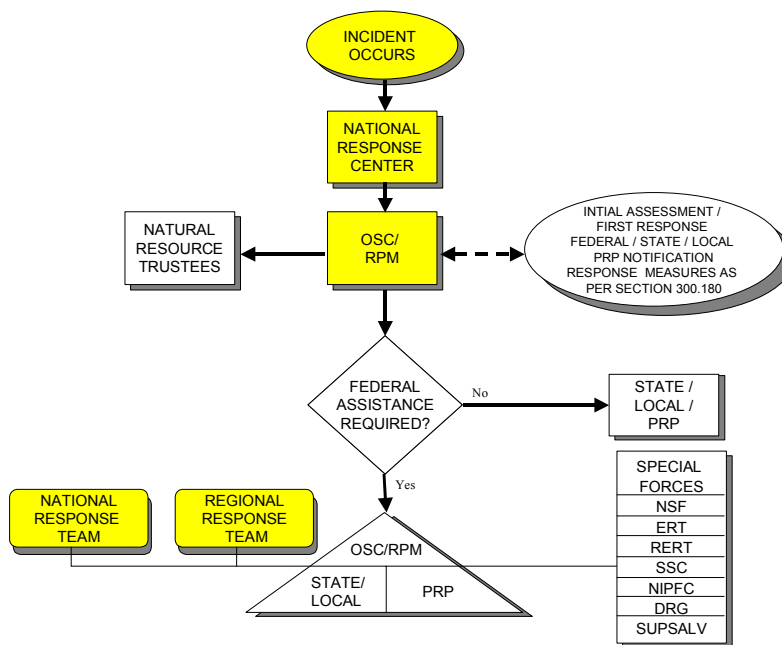 INCIDENT
OCCURS
NATIONAL
RESPONSE
CENTER
NATURAL
RESOURCE
TRUSTEES
OSC/
RPM
INTIAL ASSESSMENT /
FIRST RESPONSE
FEDERAL / STATE / LOCAL
PRP NOTIFICATION
RESPONSE MEASURES AS
PER SECTION 300.180
FEDERAL
ASSISTANCE
REQUIRED?
No
STATE /
LOCAL /
PRP
Yes
NATIONAL
RESPONSE
TEAM
REGIONAL
RESPONSE
TEAM
OSC/RPM
STATE/
LOCAL
PRP
SPECIAL
FORCES
NSF
ERT
RERT
SSC
NIPFC
DRG
SUPSALV